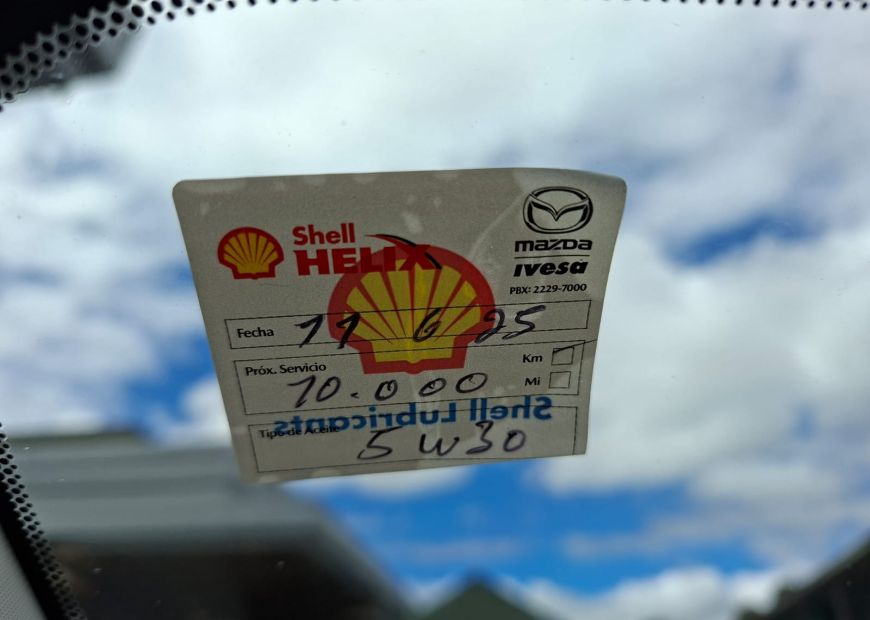 Shell
HELIX
mazda
ivesa
PBX: 2229-7000
Fecha 11 6 25
Próx. Servicio Km
10.000 Mi
Shell Lubricants
Tipo de Aceite 5W30